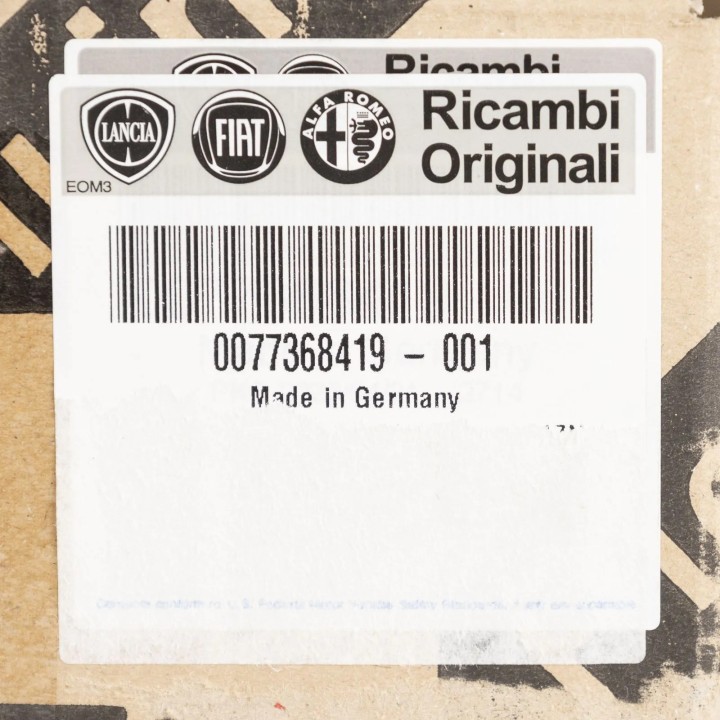 Ricambi
LANCIA
FIAT
ALFA ROMEO
Ricambi
Originali
EOM3
0077368419 - 001
Made in Germany